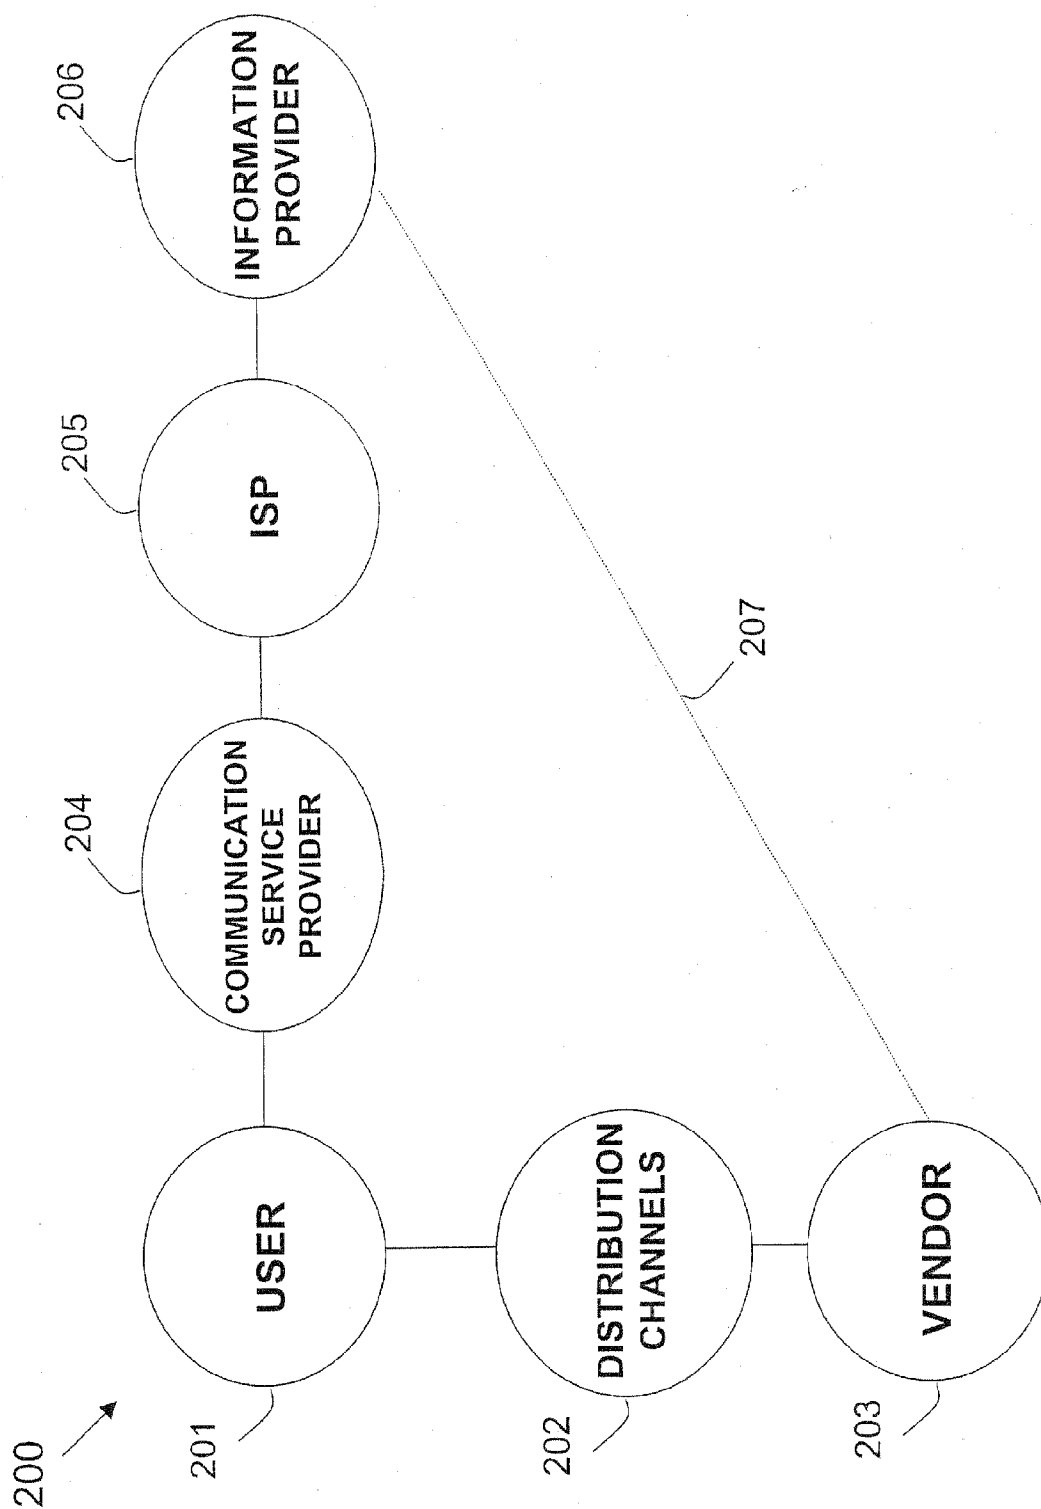 200
201
USER
204
COMMUNICATION
SERVICE
PROVIDER
205
ISP
206
INFORMATION
PROVIDER
202
DISTRIBUTION
CHANNELS
207
203
VENDOR